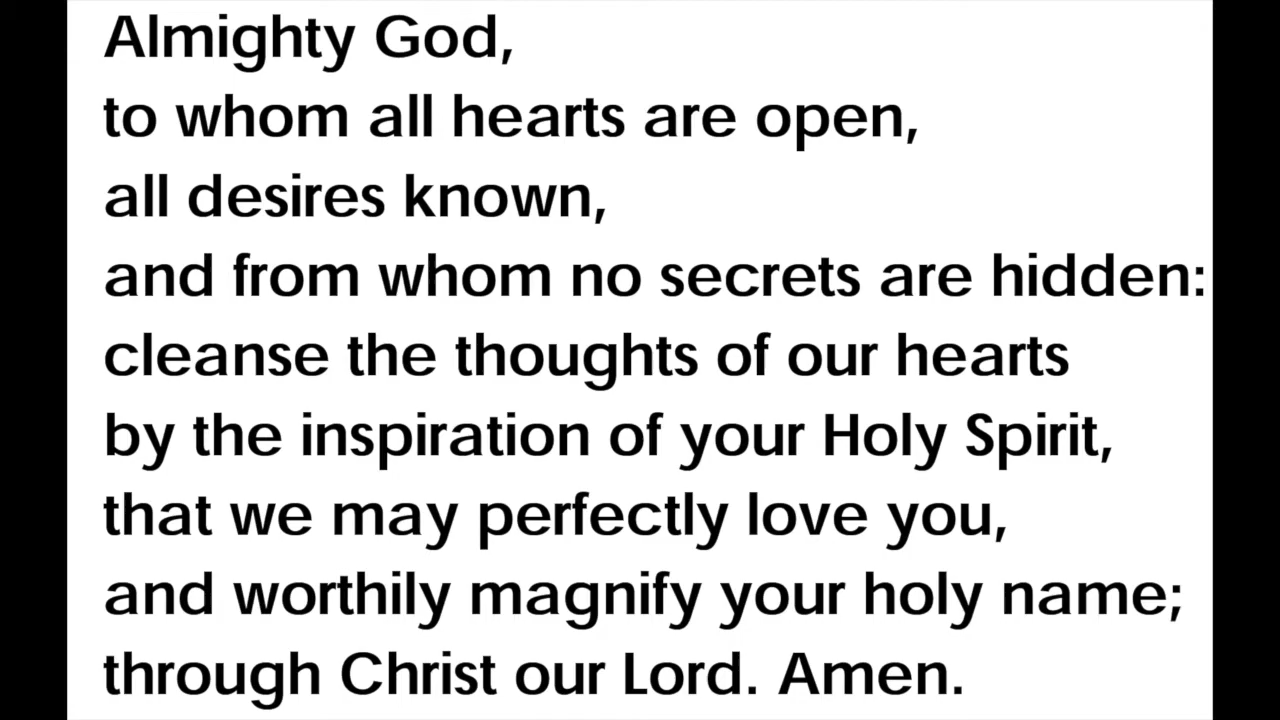 Almighty God,
to whom all hearts are open,
all desires known,
and from whom no secrets are hidden:
cleanse the thoughts of our hearts
by the inspiration of your Holy Spirit,
that we may perfectly love you,
and worthily magnify your holy name;
through Christ our Lord. Amen.